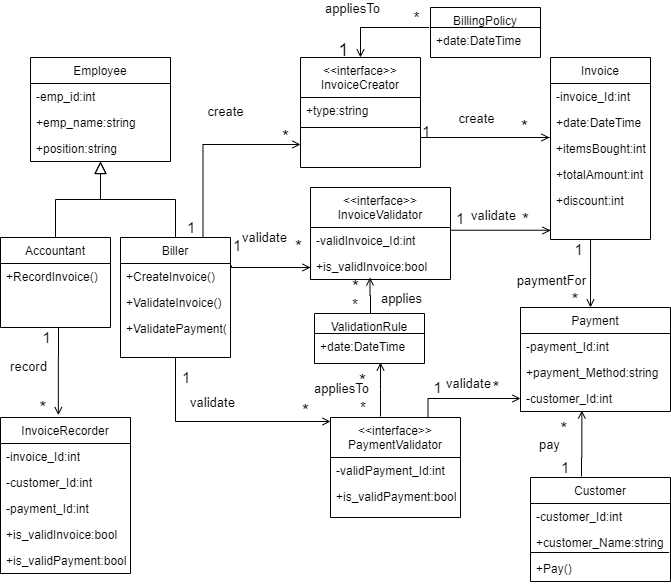 appliesTo
*
1
BillingPolicy
+date:DateTime
Employee
-emp_id:int
+emp_name:string
+position:string
<<interface>>
InvoiceCreator
+type:string
Invoice
-invoice_Id:int
+date:DateTime
+itemsBought:int
+totalAmount:int
+discount:int
create
*
1
1
create
*
<<interface>>
InvoiceValidator
-validInvoice_Id:int
+is_validInvoice:bool
1
validate
*
1
validate
*
Accountant
+RecordInvoice()
Biller
+CreateInvoice()
+ValidateInvoice()
+ValidatePayment(
1
paymentFor
*
*
*
applies
ValidationRule
+date:DateTime
Payment
-payment_Id:int
+payment_Method:string
-customer_Id:int
1
record
*
1
validate
*
*
appliesTo
*
1
validate
*
InvoiceRecorder
-invoice_Id:int
-customer_Id:int
-payment_Id:int
+is_validInvoice:bool
+is_validPayment:bool
<<interface>>
PaymentValidator
-validPayment_Id:int
+is_validPayment:bool
*
pay
1
Customer
-customer_Id:int
+customer_Name:string
+Pay()